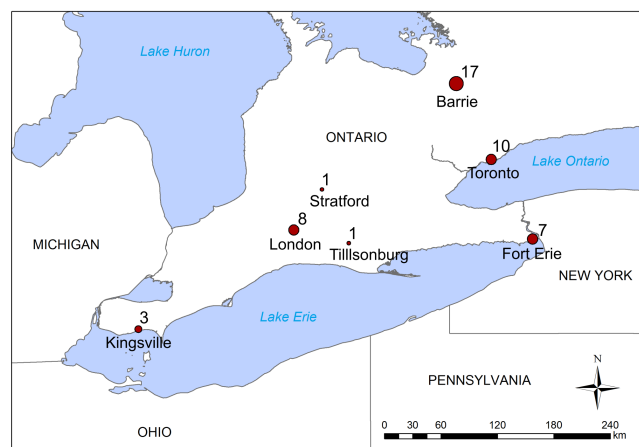 Lake Huron
17
Barrie
ONTARIO
10
Toronto
Lake Ontario
1
Stratford
8
London
1
Tilllsonburg
7
Fort Erie
MICHIGAN
NEW YORK
3
Kingsville
Lake Erie
PENNSYLVANIA
N
OHIO
0 30 60 120 180 240
km